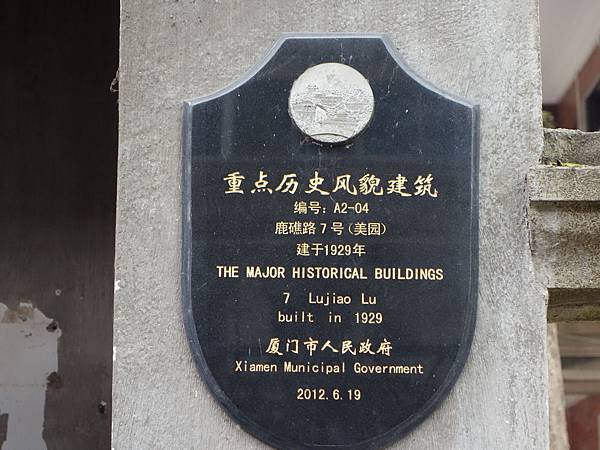 重点历史风貌建筑
编号：A2-04
鹿礁路7号（美园）
建于1929年
THE MAJOR HISTORICAL BUILDINGS
7 Lujiao Lu
built in 1929
厦门市人民政府
Xiamen Municipal Government
2012.6.19